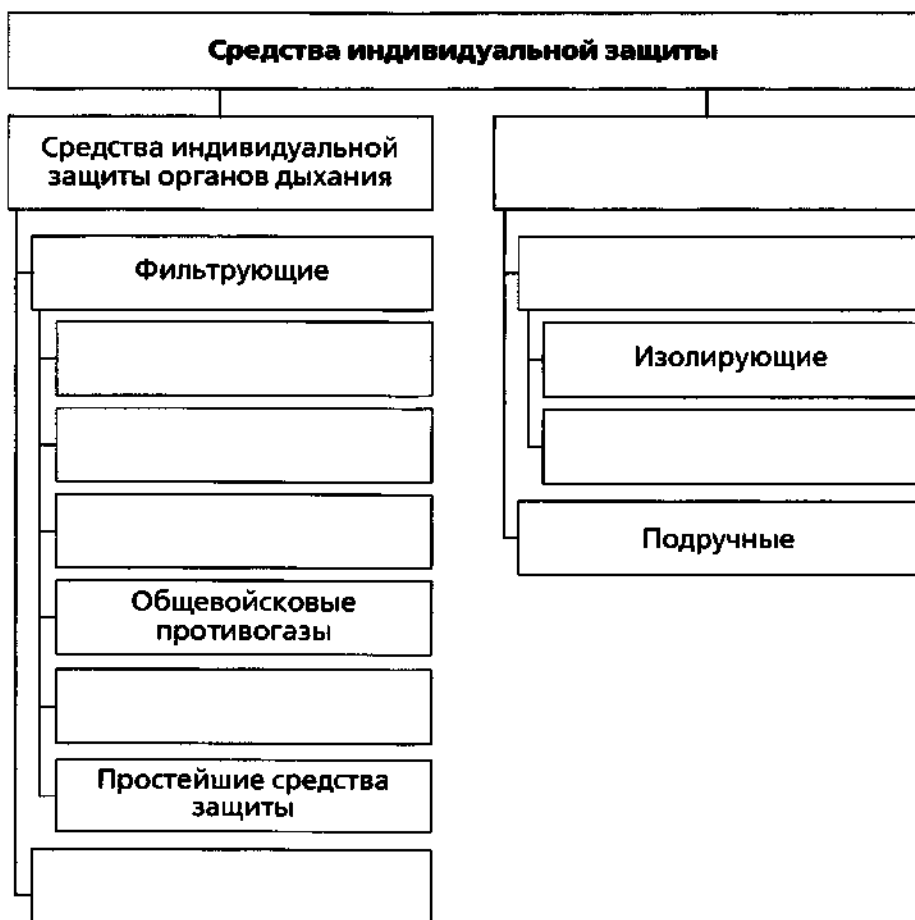 Средства индивидуальной защиты
Средства индивидуальной
защиты органов дыхания
Фильтрующие
Изолирующие
Подручные
Общевойсковые
противогазы
Простейшие средства
защиты